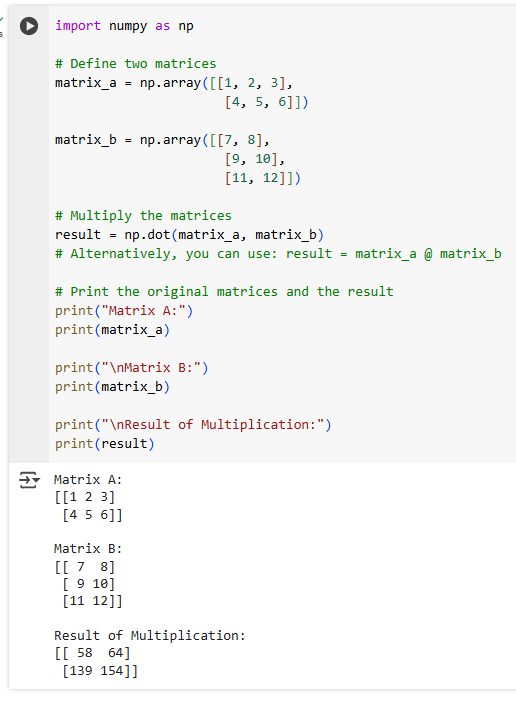 import numpy as np
# Define two matrices
matrix_a = np.array([[1, 2, 3],
                      [4, 5, 6]])
matrix_b = np.array([[7, 8],
                      [9, 10],
                      [11, 12]])
# Multiply the matrices
result = np.dot(matrix_a, matrix_b)
# Alternatively, you can use: result = matrix_a @ matrix_b
# Print the original matrices and the result
print("Matrix A:")
print(matrix_a)
print("\nMatrix B:")
print(matrix_b)
print("\nResult of Multiplication:")
print(result)
Matrix A:
[[1 2 3]
 [4 5 6]]
Matrix B:
[[ 7  8]
 [ 9 10]
 [11 12]]
Result of Multiplication:
[[ 58  64]
 [139 154]]